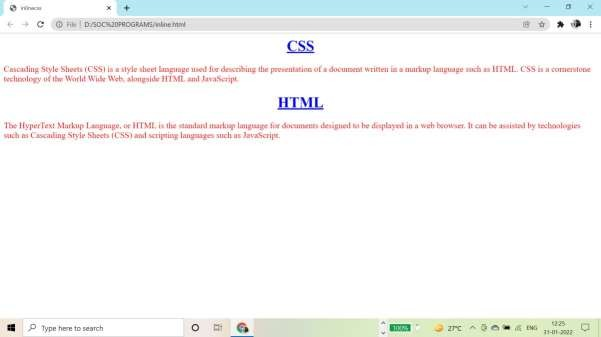 inlinecss
File D:/SOC%20PROGRAMS/inline.html
CSS
Cascading Style Sheets (CSS) is a style sheet language used for describing the presentation of a document written in a markup language such as HTML. CSS is a cornerstone
technology of the World Wide Web, alongside HTML and JavaScript.
HTML
The HyperText Markup Language, or HTML is the standard markup language for documents designed to be displayed in a web browser. It can be assisted by technologies
such as Cascading Style Sheets (CSS) and scripting languages such as JavaScript.
Type here to search
100%
27°C
ENG
12:25
31-01-2022